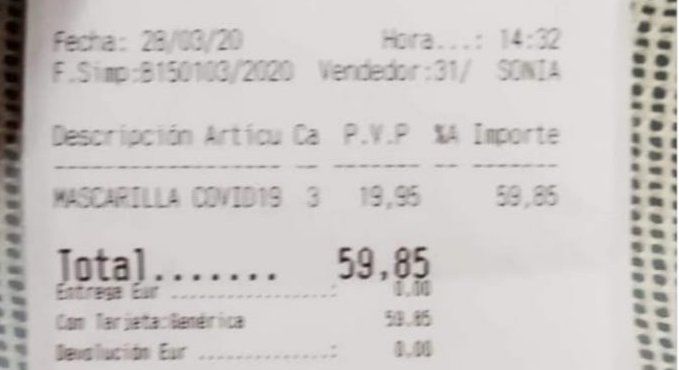 Fecha: 28/03/20 Hora...: 14:32
F.Simp:B150103/2020 Vendedor:31/ SONIA
Descripción Artícu Ca P.V.P %A Importe
MASCARILLA COVID19 3 19,95 59,85
Total....... 59,85
Entrega Eur ..................: 0.00
Con Tarjeta:Genérica 59.85
Devolución Eur ...............: 0,00